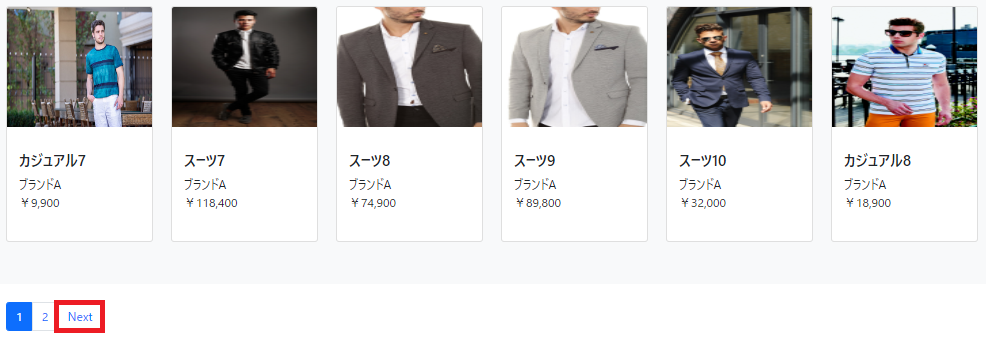 カジュアル7
ブランドA
￥9,900
スーツ7
ブランドA
￥118,400
スーツ8
ブランドA
￥74,900
スーツ9
ブランドA
￥89,800
スーツ10
ブランドA
￥32,000
カジュアル8
ブランドA
￥18,900
1 2 Next